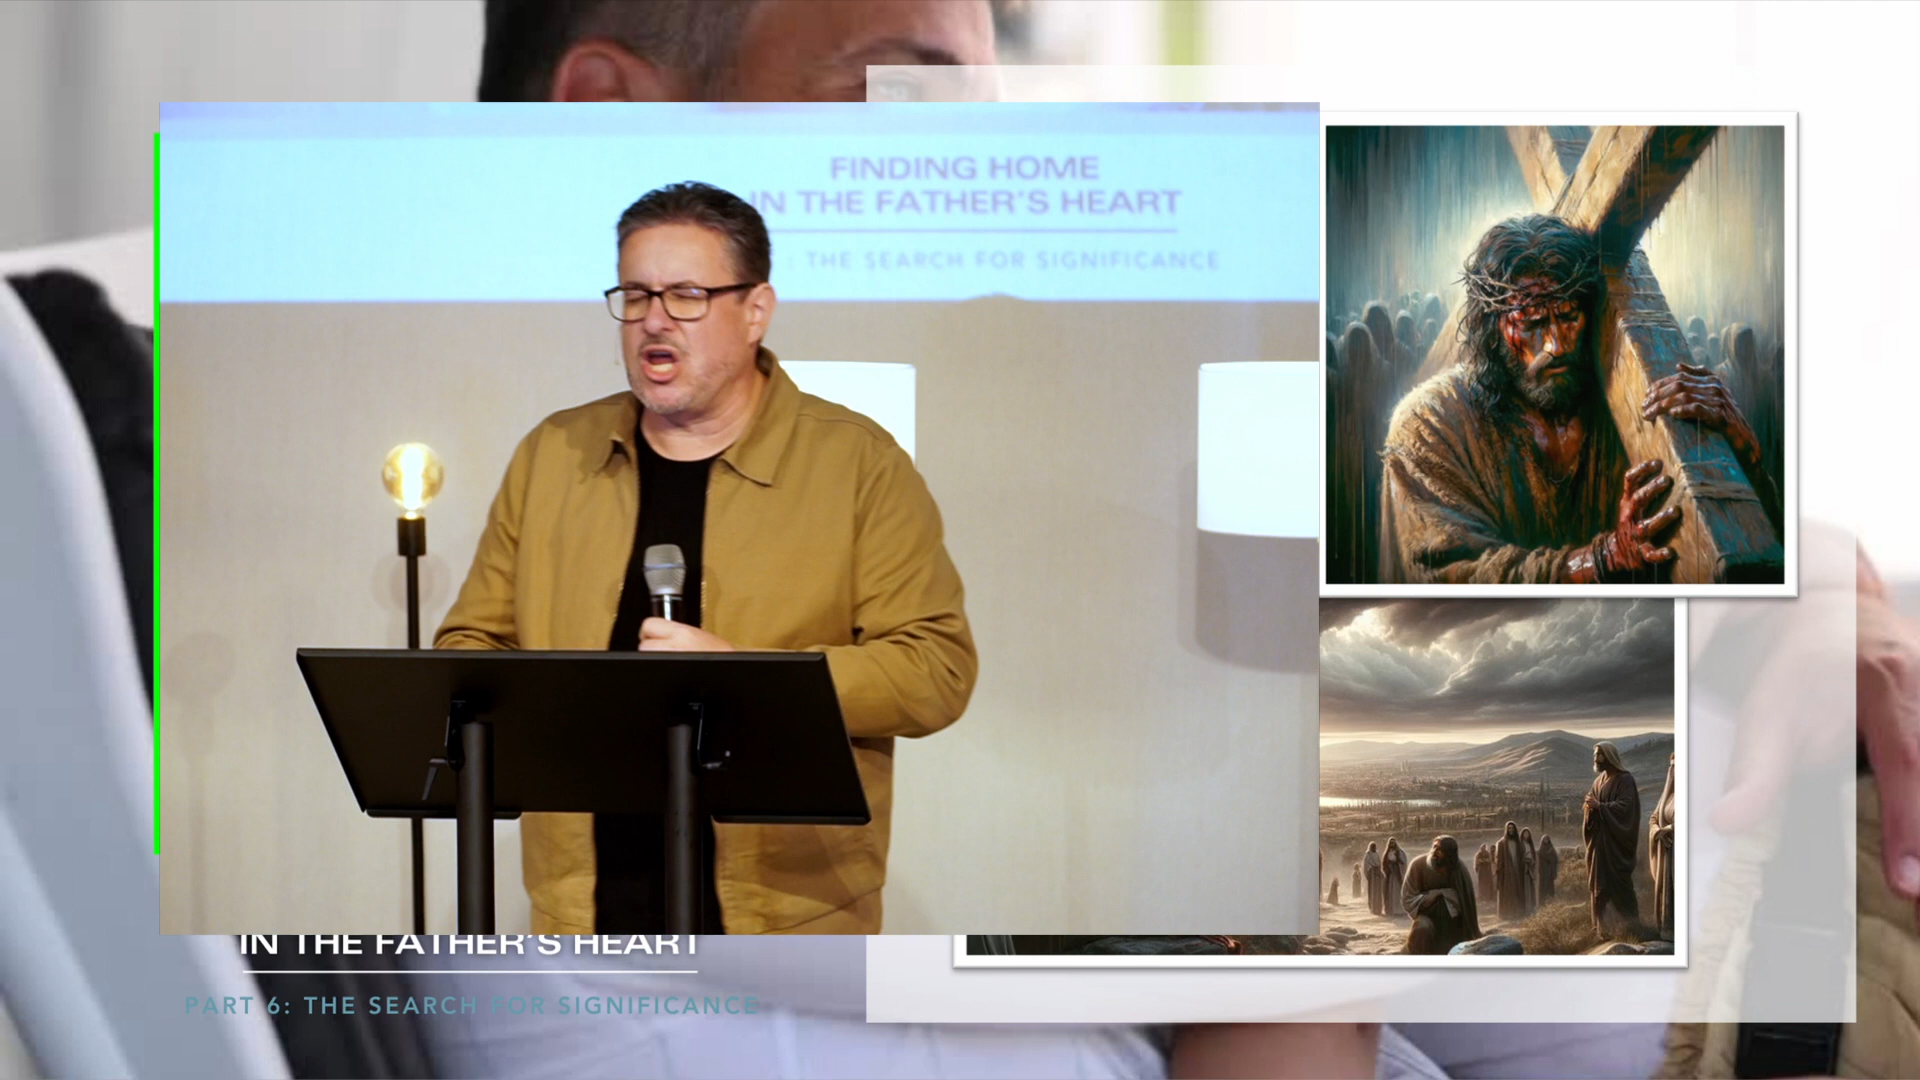 FINDING HOME
IN THE FATHER'S HEART
: THE SEARCH FOR SIGNIFICANCE
IN THE FATHER'S HEART
PART 6: THE SEARCH FOR SIGNIFICANCE